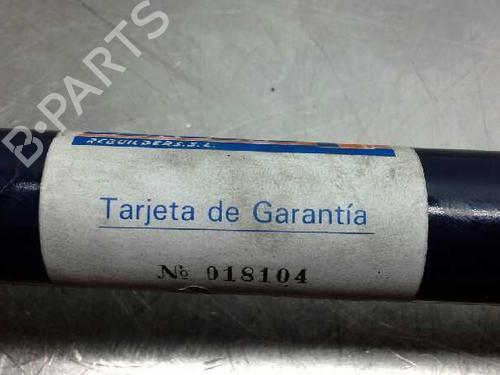 REBUILDERS.S.L.
Tarjeta de Garantía
Nº 018104
B-PARTS